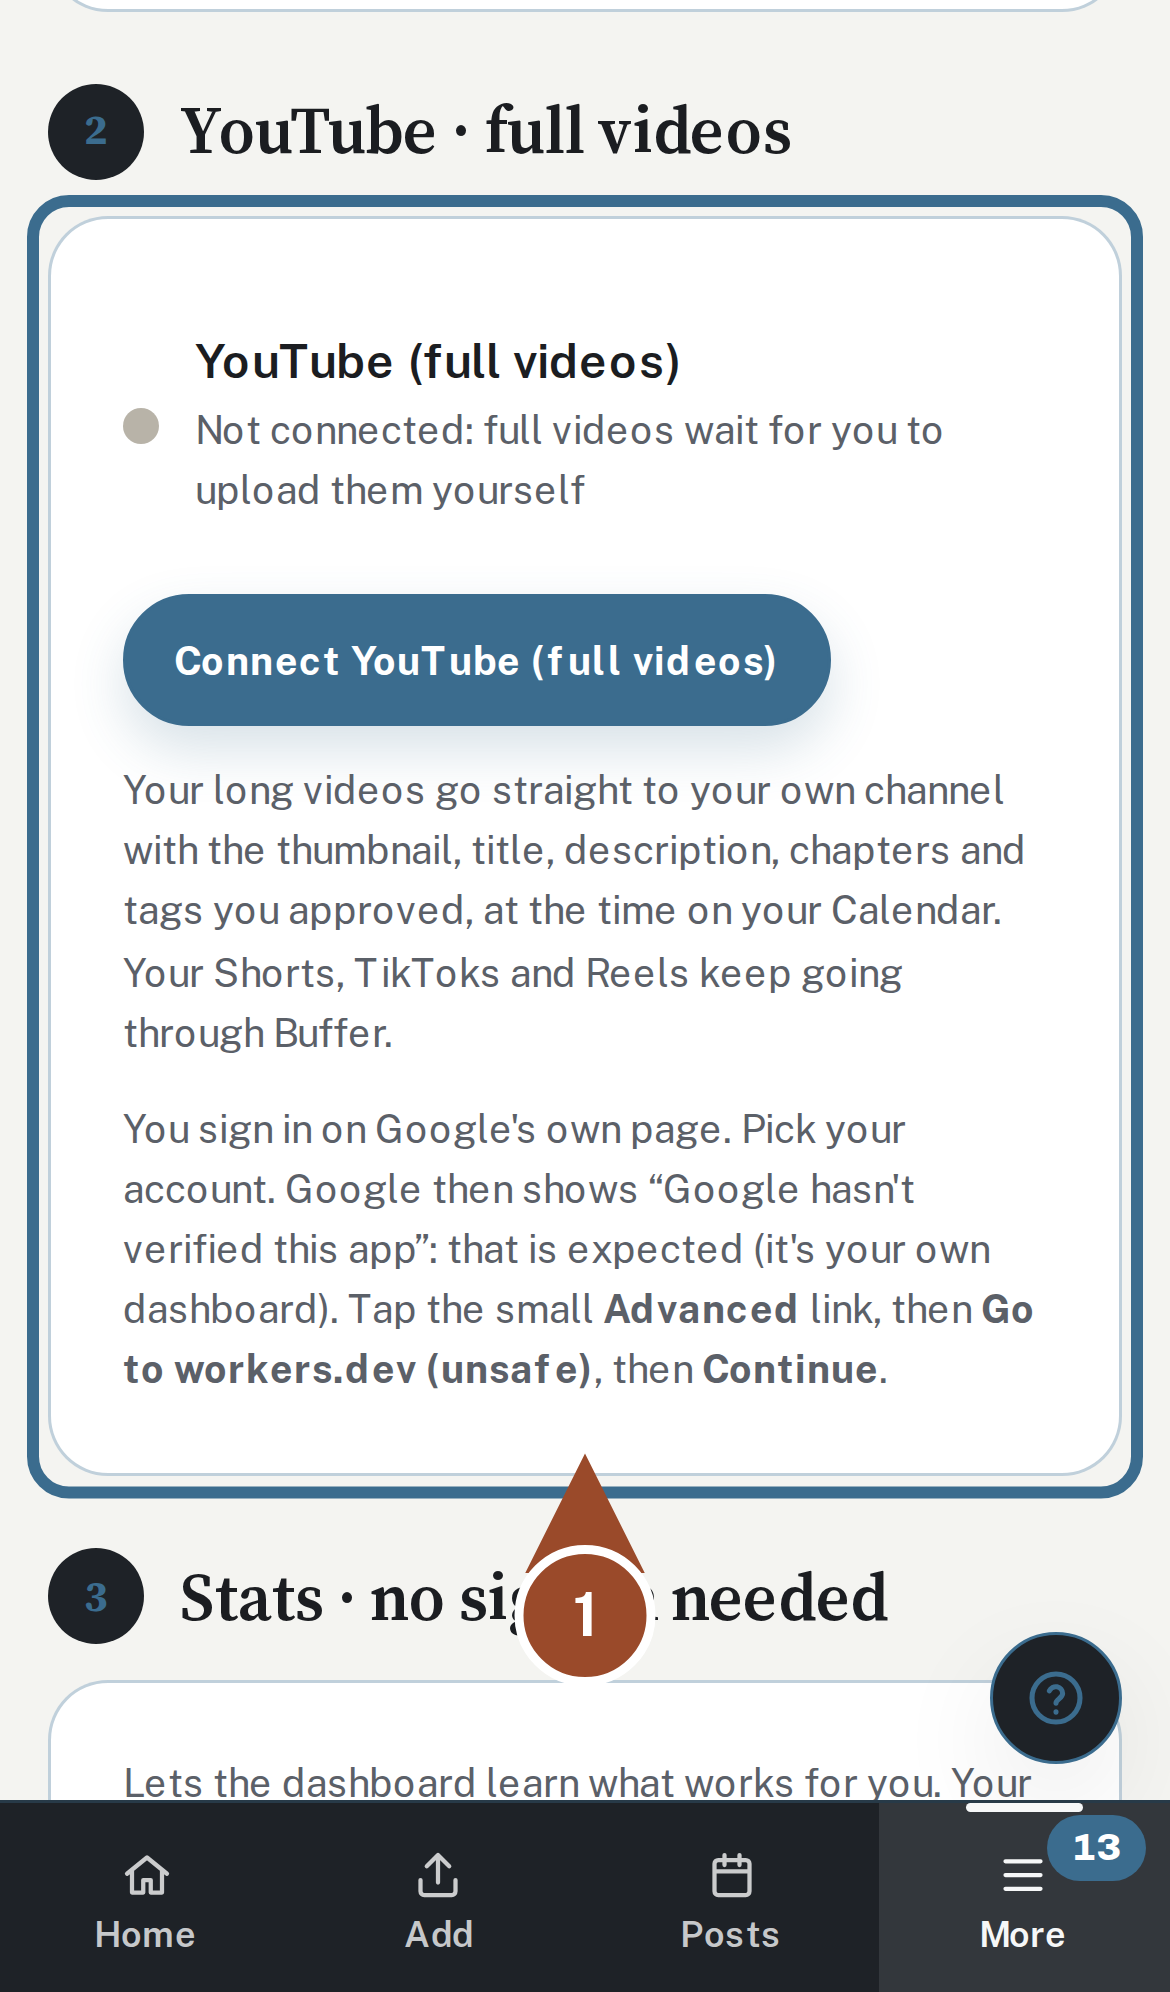 2
YouTube · full videos
YouTube (full videos)
Not connected: full videos wait for you to
upload them yourself
Connect YouTube (full videos)
Your long videos go straight to your own channel
with the thumbnail, title, description, chapters and
tags you approved, at the time on your Calendar.
Your Shorts, TikToks and Reels keep going
through Buffer.
You sign in on Google's own page. Pick your
account. Google then shows “Google hasn't
verified this app”: that is expected (it's your own
dashboard). Tap the small Advanced link, then Go
to workers.dev (unsafe), then Continue.
3
Stats · no needed
1
Lets the dashboard learn what works for you. Your
13
Home
Add
Posts
More